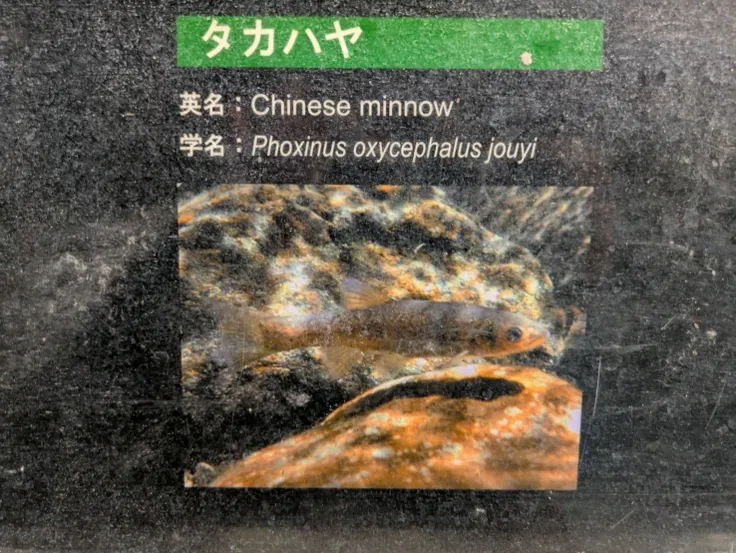 タカハヤ
英名：Chinese minnow
学名：Phoxinus oxycephalus jouyi